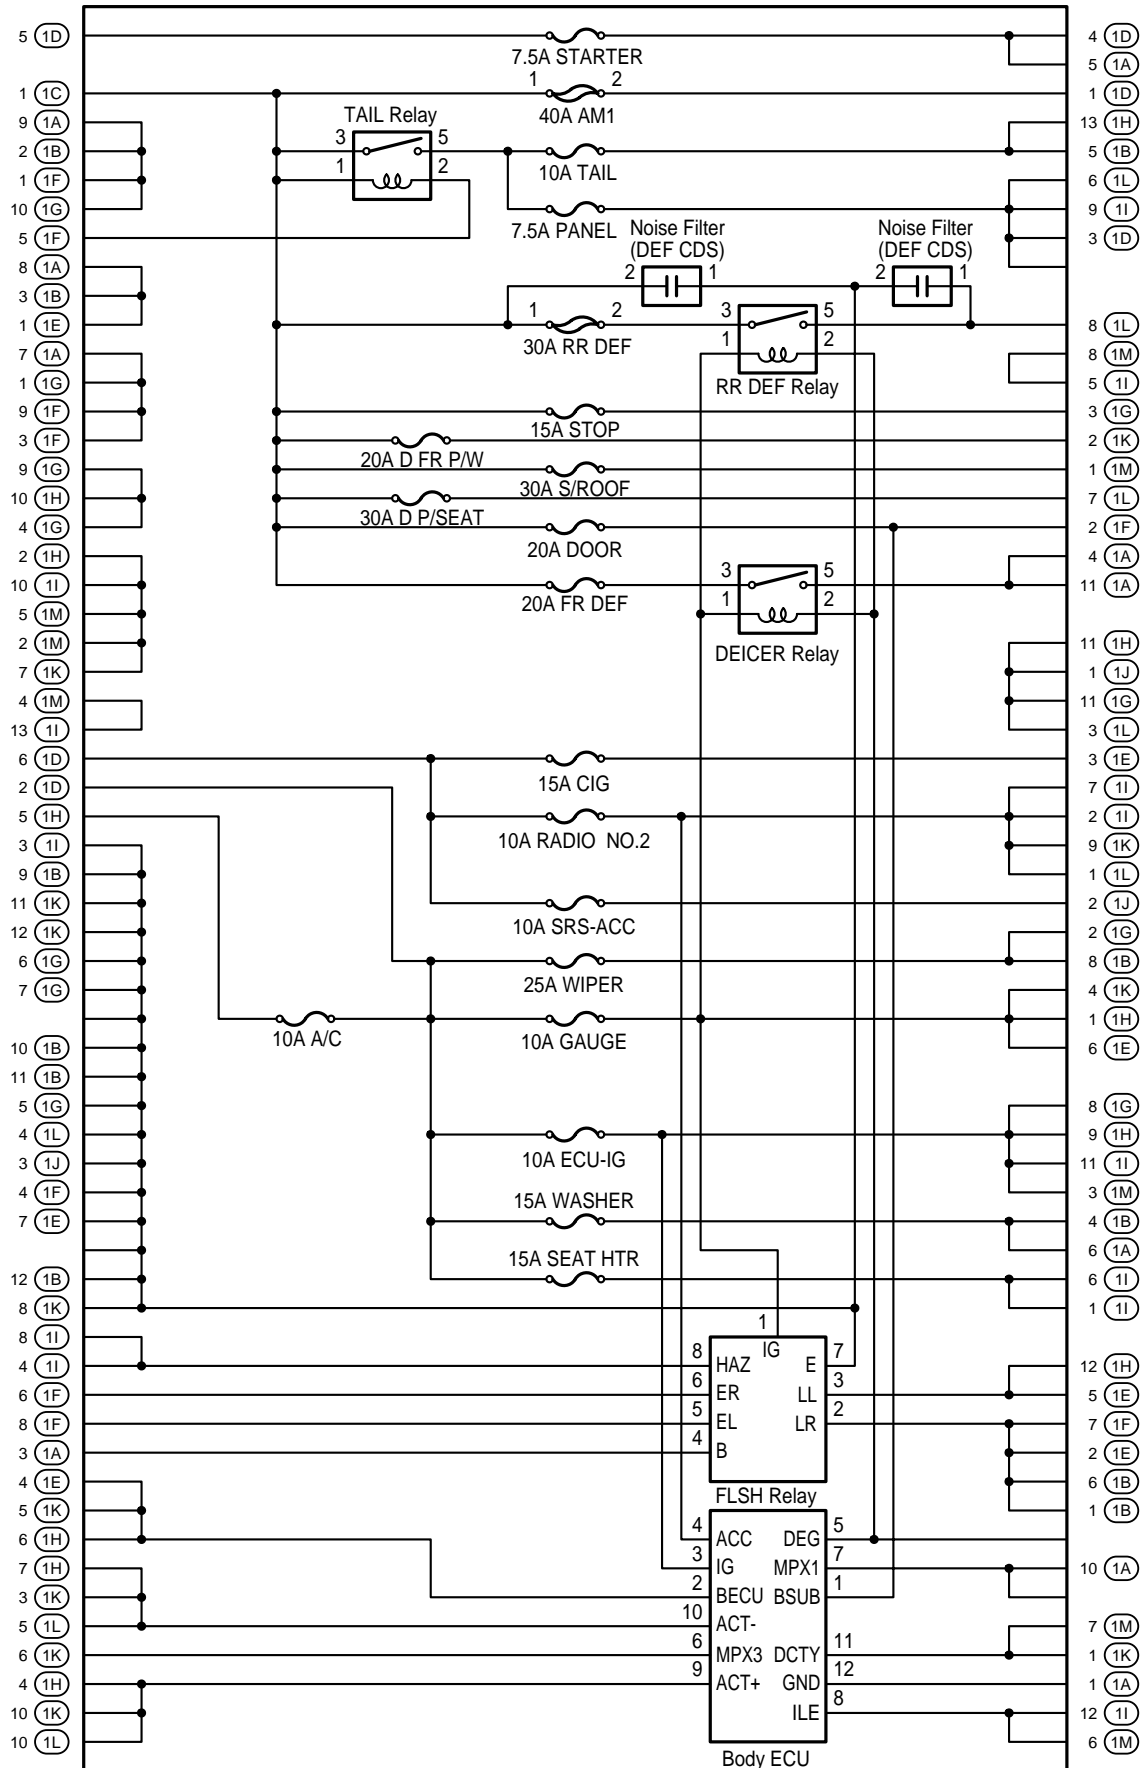 5 1D 4 1D
7.5A STARTER
5 1A
1 2
1 1C 1 1D
TAIL Relay 40A AM1
9 1A 13 1H
3 5
2 1B 5 1B
1 2 10A TAIL
1 1F 6 1L
10 1G 9 1I
7.5A PANEL Noise Filter Noise Filter
5 1F 3 1D
(DEF CDS) (DEF CDS)
8 1A 2 1 2 1
3 1B
1 2 3 5
1 1E 8 1L
30A RR DEF 1 2
7 1A 8 1M
1 1G 5 1I
RR DEF Relay
9 1F 3 1G
15A STOP
3 1F 2 1K
20A D FR P/W
9 1G 1 1M
30A S/ROOF
10 1H 7 1L
30A D P/SEAT
4 1G 2 1F
20A DOOR
2 1H 4 1A
3 5
10 1I 11 1A
20A FR DEF 1 2
5 1M
2 1M 11 1H
DEICER Relay
7 1K 1 1J
4 1M 11 1G
13 1I 3 1L
6 1D 3 1E
15A CIG
2 1D 7 1I
5 1H 2 1I
10A RADIO NO.2
3 1I 9 1K
9 1B 1 1L
11 1K 2 1J
10A SRS-ACC
12 1K 2 1G
6 1G 8 1B
25A WIPER
7 1G 4 1K
1 1H
10A A/C 10A GAUGE
10 1B 6 1E
11 1B
5 1G 8 1G
4 1L 9 1H
10A ECU-IG
3 1J 11 1I
4 1F 3 1M
15A WASHER
7 1E 4 1B
6 1A
15A SEAT HTR
12 1B 6 1I
8 1K 1 1I
1
8 1I
IG
8 7
4 1I HAZ E 12 1H
6 3
6 1F ER LL 5 1E
5 2
8 1F EL LR 7 1F
4
3 1A B 2 1E
4 1E 6 1B
FLSH Relay
5 1K 1 1B
4 5
6 1H ACC DEG
3 7
7 1H IG MPX1 10 1A
2 1
3 1K BECU BSUB
10
5 1L ACT- 7 1M
6 11
6 1K MPX3 DCTY 1 1K
9 12
4 1H ACT+ GND 1 1A
8
10 1K ILE 12 1I
10 1L 6 1M
Body ECU